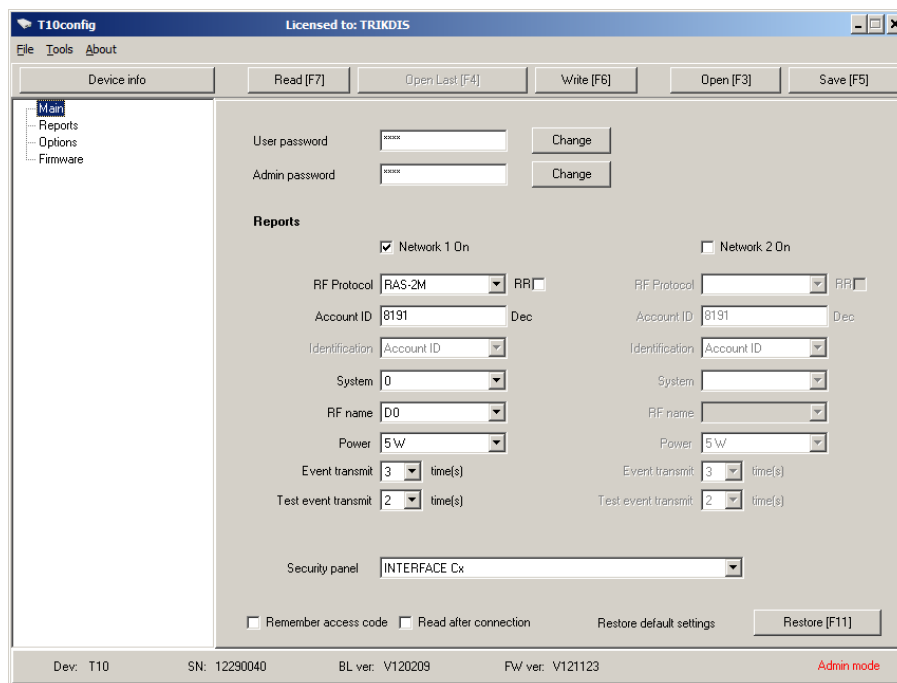 T10config Licensed to: TRIKDIS
File Tools About
Device info Read [F7] Open Last [F4] Write [F6] Open [F3] Save [F5]
Main
Reports
Options
Firmware
User password **** Change
Admin password **** Change
Reports
Network 1 On Network 2 On
RF Protocol RAS-2M RR RF Protocol RR
Account ID 8191 Dec Account ID 8191 Dec
Identification Account ID Identification Account ID
System 0 System
RF name D0 RF name
Power 5 W Power 5 W
Event transmit 3 time(s) Event transmit 3 time(s)
Test event transmit 2 time(s) Test event transmit 2 time(s)
Security panel INTERFACE Cx
Remember access code Read after connection Restore default settings Restore [F11]
Dev: T10 SN: 12290040 BL ver: V120209 FW ver: V121123 Admin mode